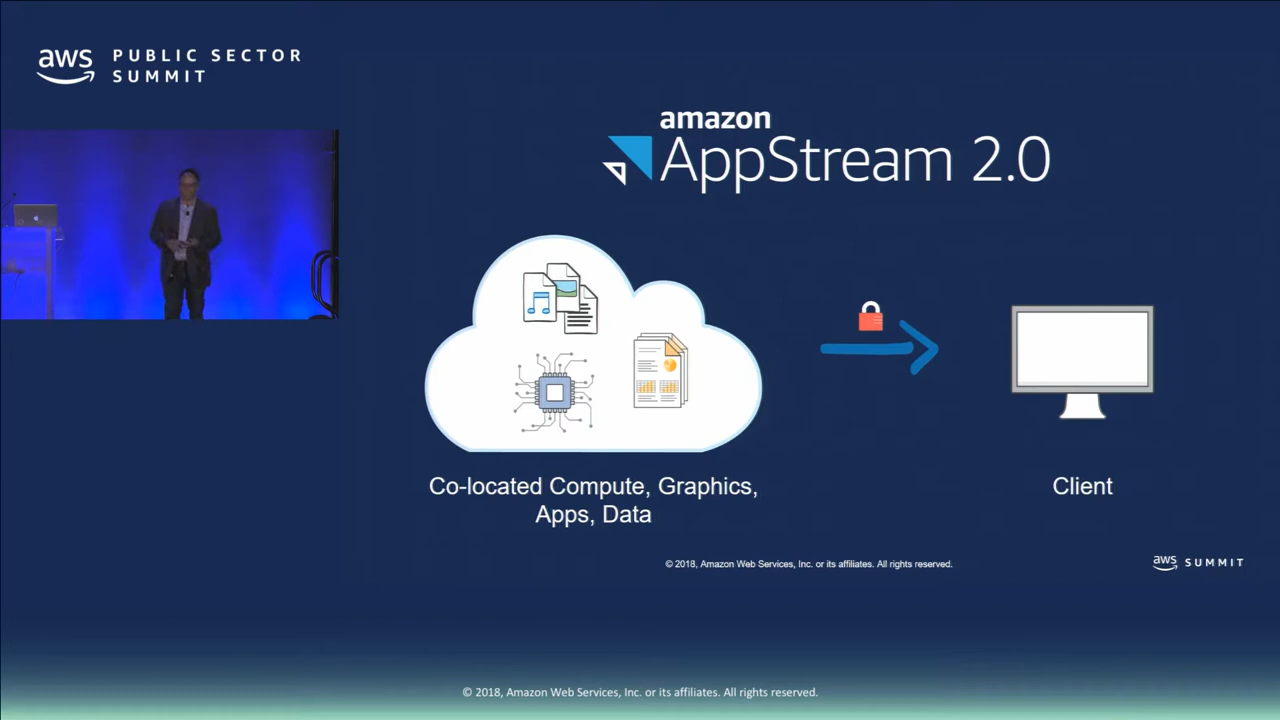 aws
PUBLIC SECTOR
SUMMIT
amazon
AppStream 2.0
Co-located Compute, Graphics,
Apps, Data
Client
© 2018, Amazon Web Services, Inc. or its affiliates. All rights reserved.
aws SUMMIT
© 2018, Amazon Web Services, Inc. or its affiliates. All rights reserved.